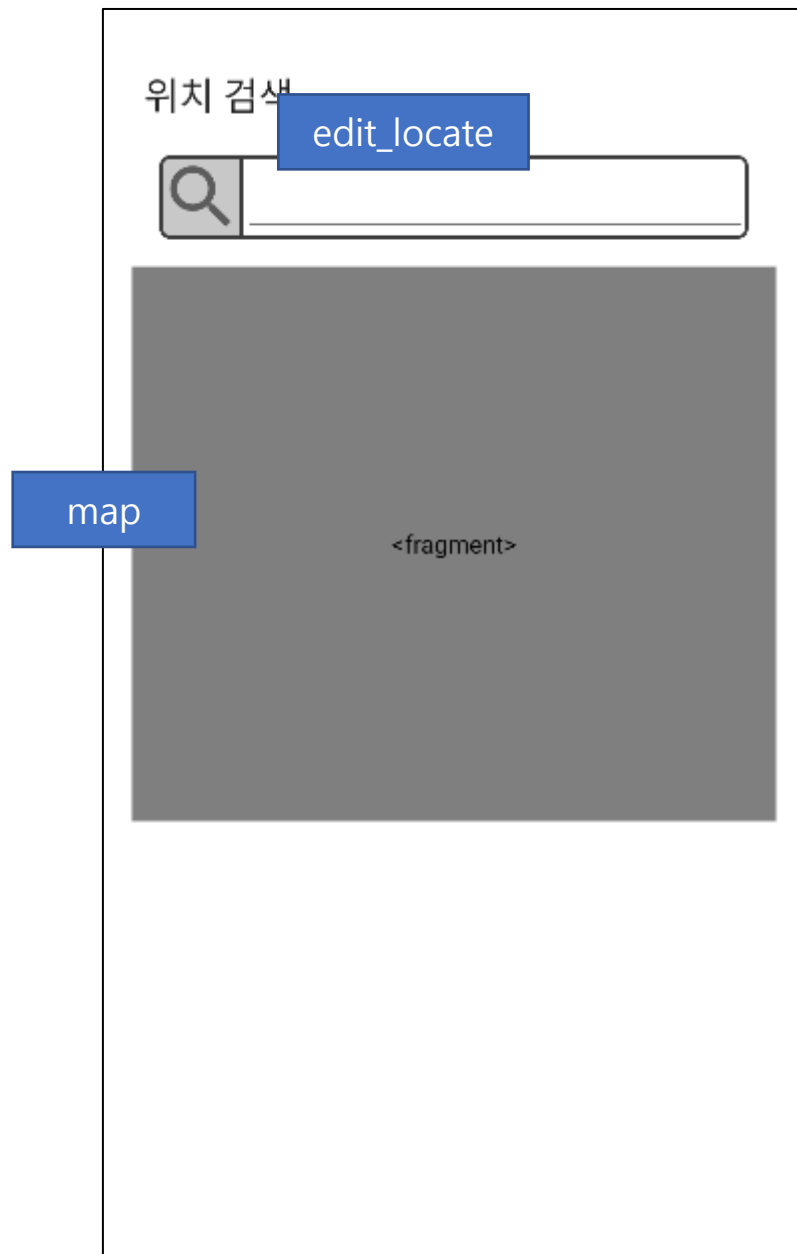 위치 검색
edit_locate
map
<fragment>